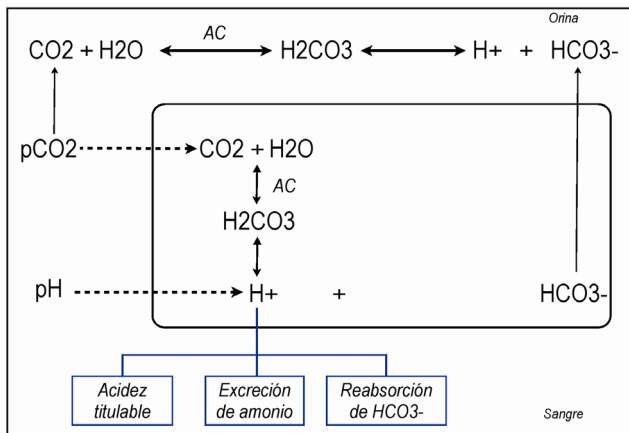 Orina
CO2 + H2O AC H2CO3 H+ + HCO3-
pCO2 CO2 + H2O
AC
H2CO3
pH H+ + HCO3-
Acidez
titulable
Excreción
de amonio
Reabsorción
de HCO3-
Sangre